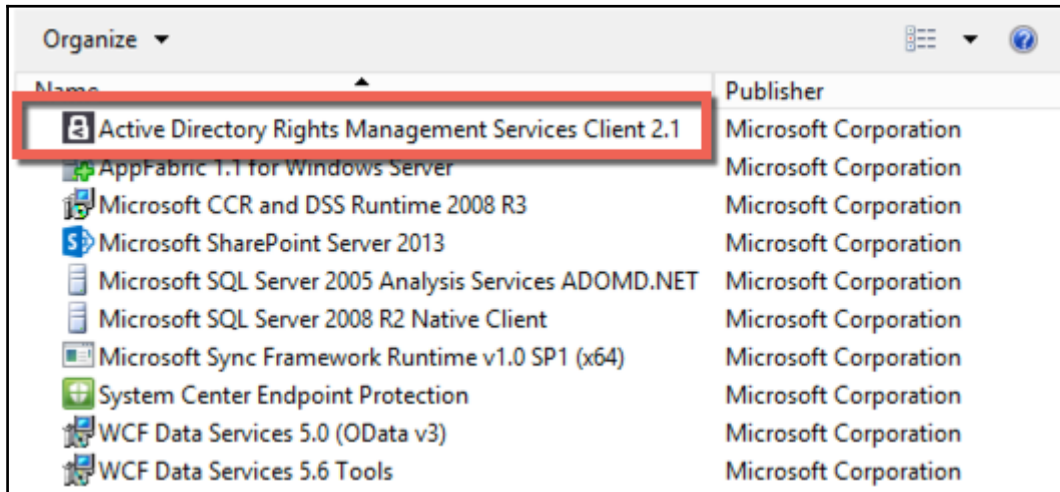 Organize
Name Publisher
Active Directory Rights Management Services Client 2.1 Microsoft Corporation
AppFabric 1.1 for Windows Server Microsoft Corporation
Microsoft CCR and DSS Runtime 2008 R3 Microsoft Corporation
Microsoft SharePoint Server 2013 Microsoft Corporation
Microsoft SQL Server 2005 Analysis Services ADOMD.NET Microsoft Corporation
Microsoft SQL Server 2008 R2 Native Client Microsoft Corporation
Microsoft Sync Framework Runtime v1.0 SP1 (x64) Microsoft Corporation
System Center Endpoint Protection Microsoft Corporation
WCF Data Services 5.0 (OData v3) Microsoft Corporation
WCF Data Services 5.6 Tools Microsoft Corporation